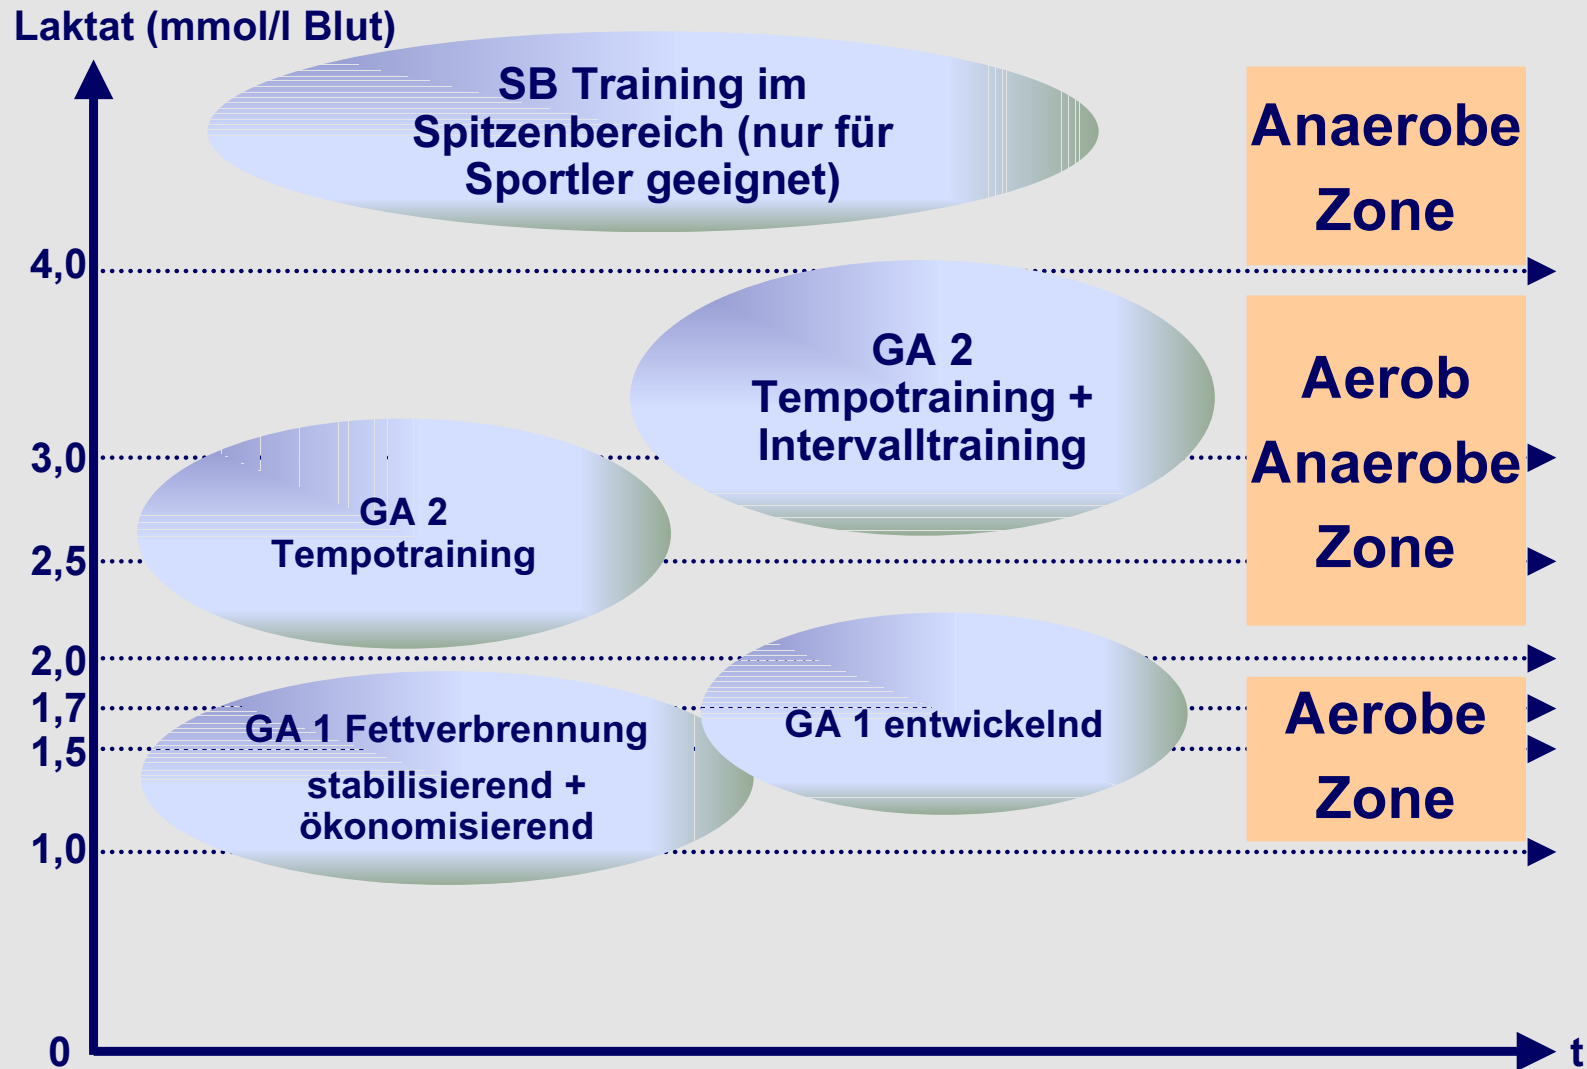 Laktat (mmol/l Blut)
SB Training im
Spitzenbereich (nur für
Sportler geeignet)
Anaerobe
Zone
4,0
GA 2
Tempotraining +
Intervalltraining
Aerob
Anaerobe
Zone
3,0
GA 2
Tempotraining
2,5
2,0
1,7
GA 1 Fettverbrennung
stabilisierend +
ökonomisierend
GA 1 entwickelnd
Aerobe
Zone
1,5
1,0
0
t